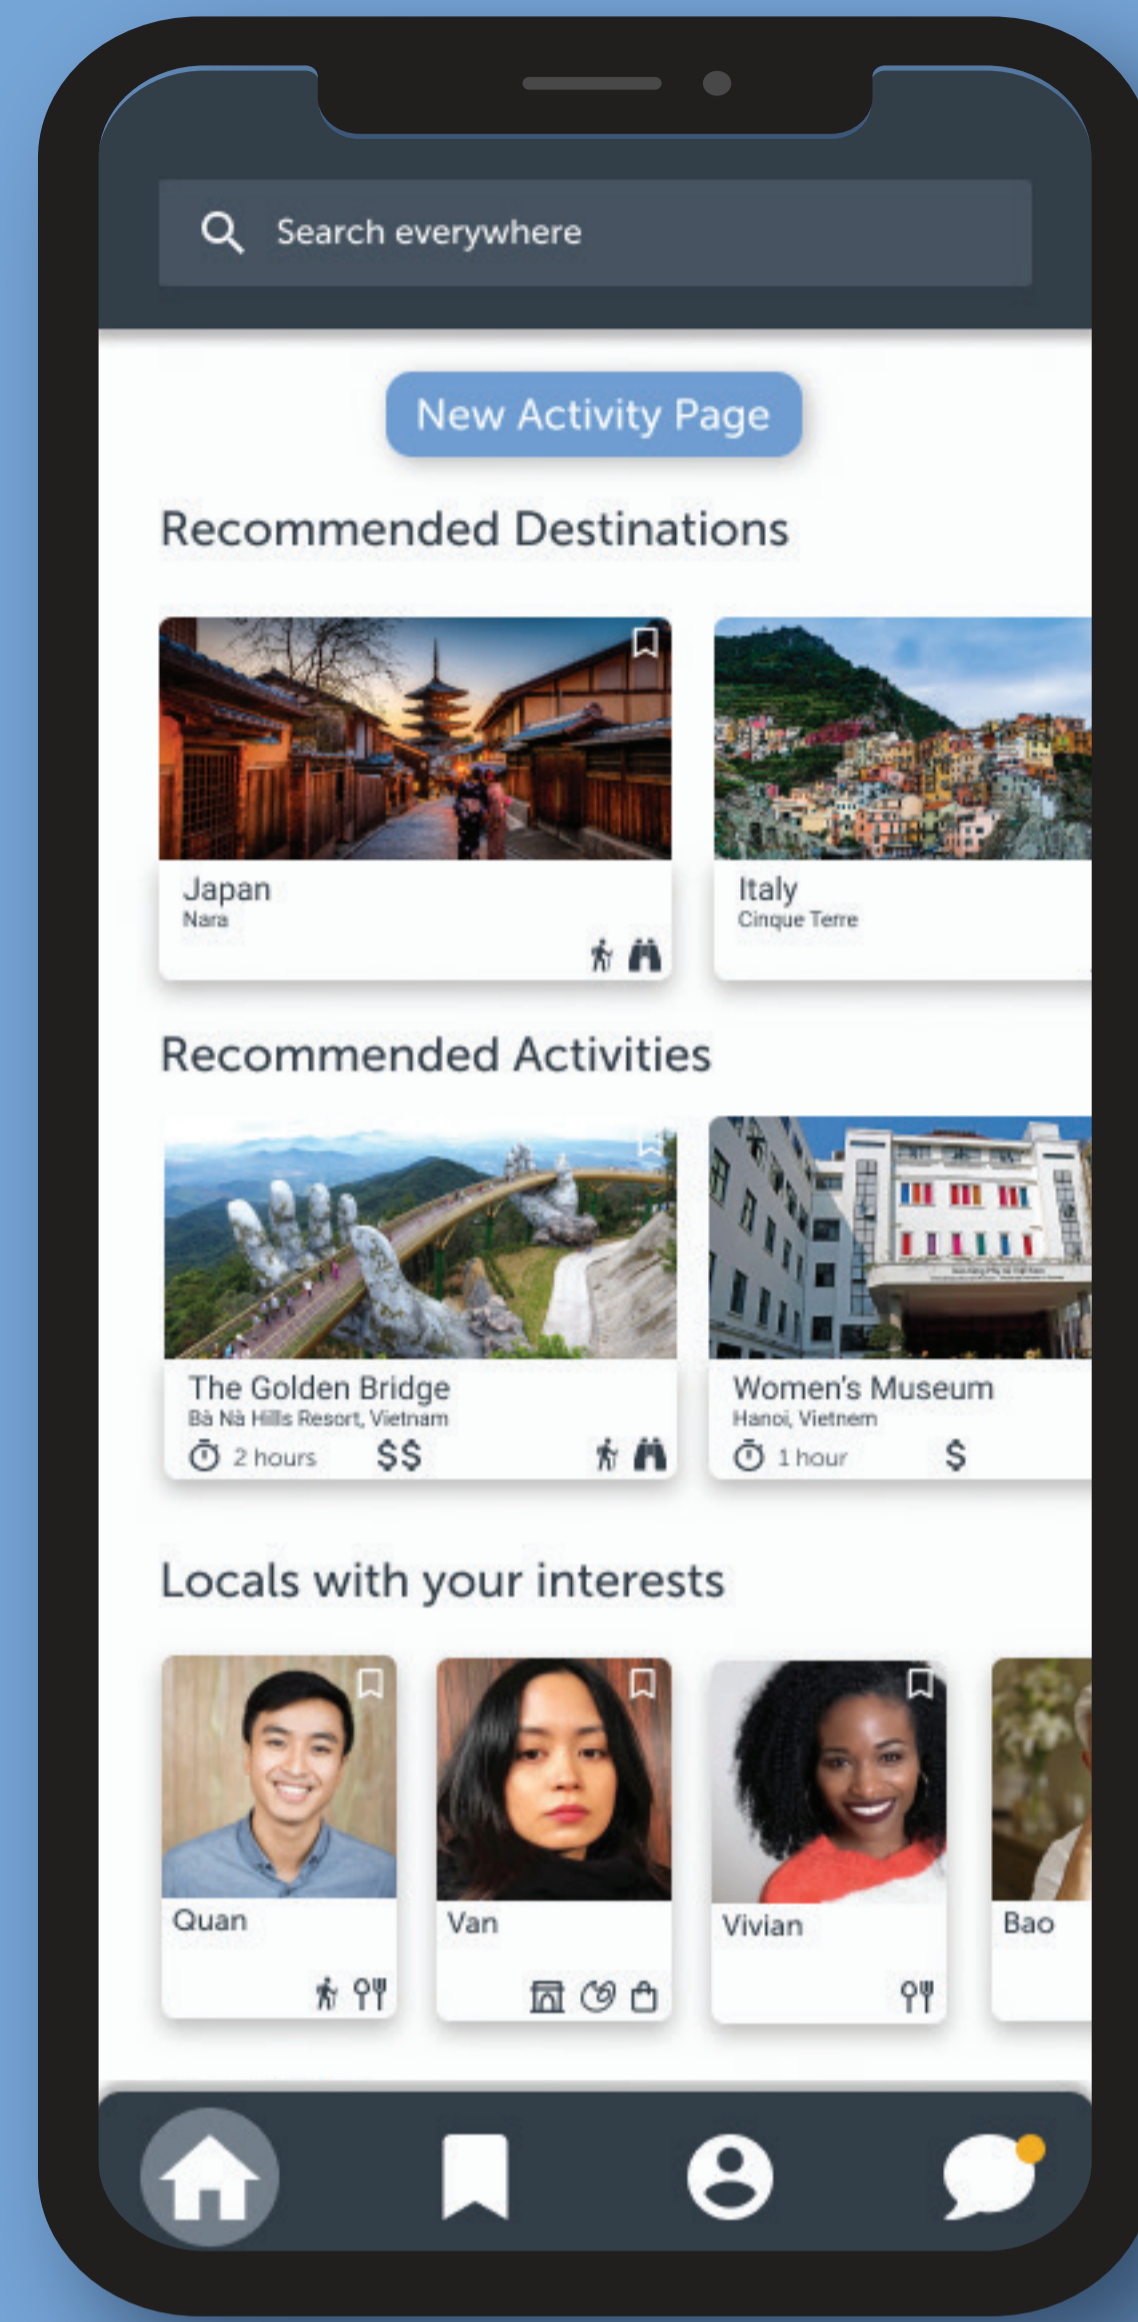 Search everywhere
New Activity Page
Recommended Destinations
Japan
Nara
Italy
Cinque Terre
Recommended Activities
The Golden Bridge
Bà Nà Hills Resort, Vietnam
2 hours $$
Women's Museum
Hanoi, Vietnem
1 hour $
Locals with your interests
Quan
Van
Vivian
Bao